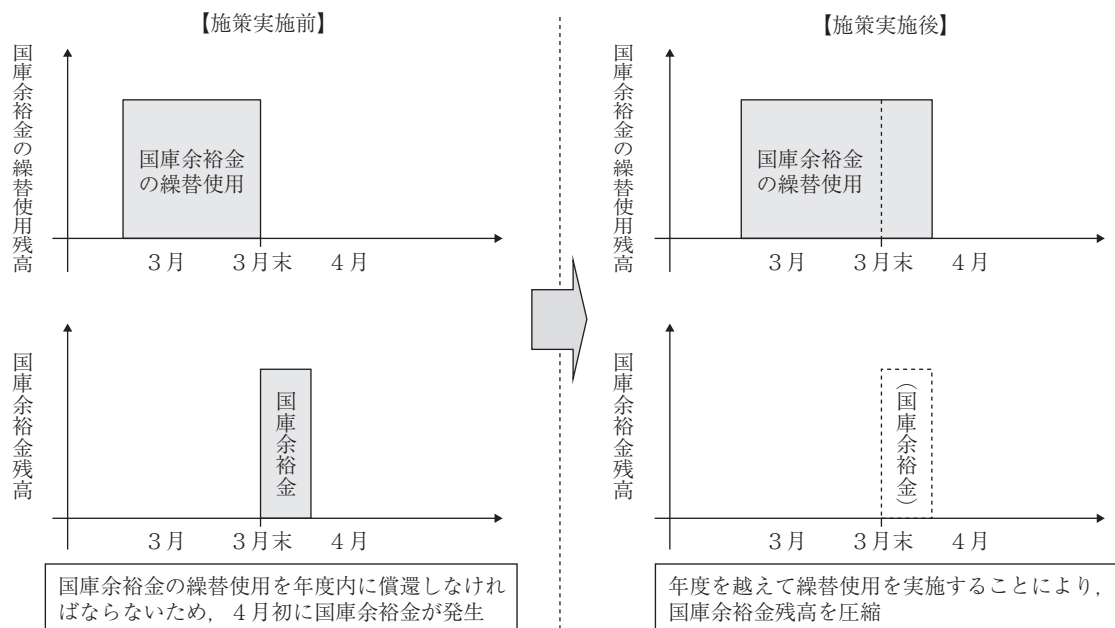 【施策実施前】
国庫余裕金の繰替使用残高
国庫余裕金
の繰替使用
3月
3月末
4月
国庫余裕金残高
国庫余裕金
3月
3月末
4月
国庫余裕金の繰替使用を年度内に償還しなけれ
ばならないため，4月初に国庫余裕金が発生
【施策実施後】
国庫余裕金の繰替使用残高
国庫余裕金
の繰替使用
3月
3月末
4月
国庫余裕金残高
（国庫余裕金）
3月
3月末
4月
年度を越えて繰替使用を実施することにより，
国庫余裕金残高を圧縮